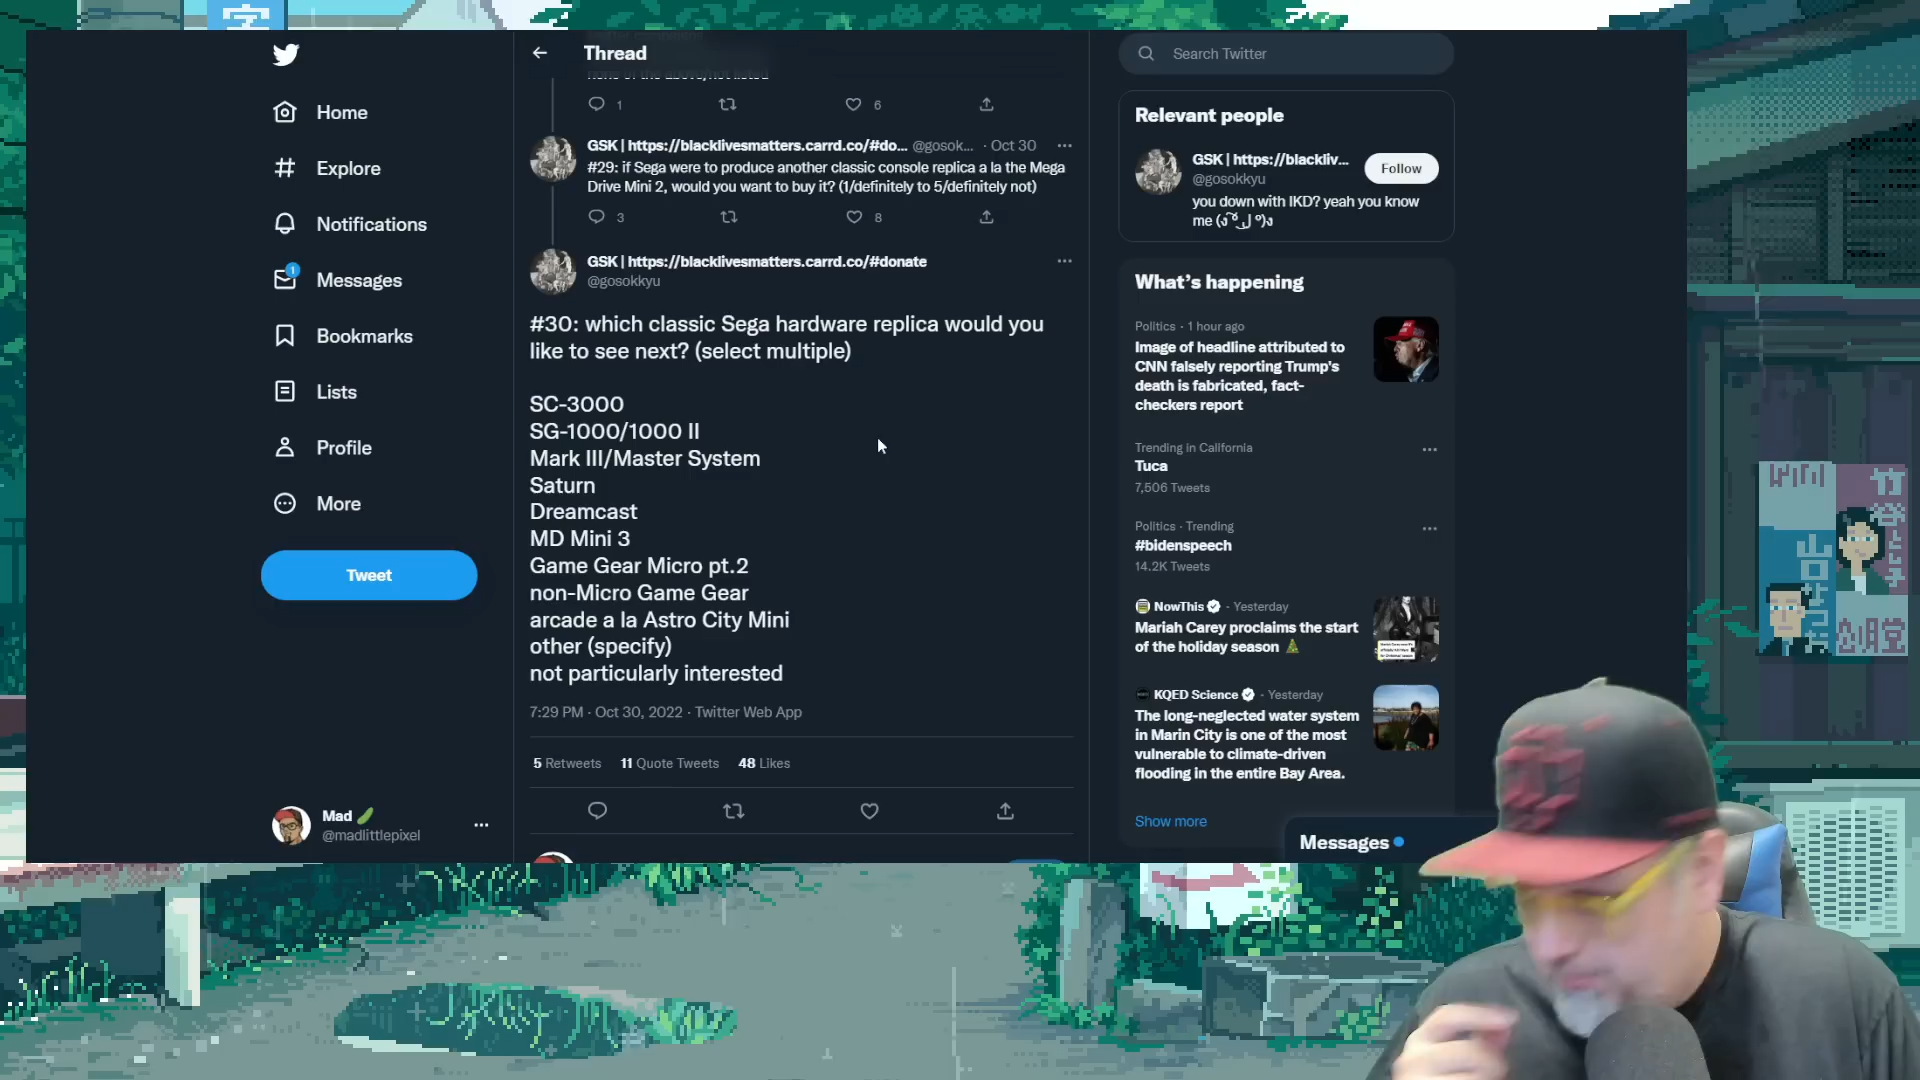 Thread
Search Twitter
Home
Explore
Notifications
1
Messages
Bookmarks
Lists
Profile
More
Tweet
Mad
@madlittlepixel
none of the above/not listed
1
6
GSK | https://blacklivesmatters.carrd.co/#do... @gosok... · Oct 30
#29: if Sega were to produce another classic console replica a la the Mega
Drive Mini 2, would you want to buy it? (1/definitely to 5/definitely not)
3
8
GSK | https://blacklivesmatters.carrd.co/#donate
@gosokkyu
#30: which classic Sega hardware replica would you
like to see next? (select multiple)
SC-3000
SG-1000/1000 II
Mark III/Master System
Saturn
Dreamcast
MD Mini 3
Game Gear Micro pt.2
non-Micro Game Gear
arcade a la Astro City Mini
other (specify)
not particularly interested
7:29 PM · Oct 30, 2022 · Twitter Web App
5 Retweets 11 Quote Tweets 48 Likes
Relevant people
GSK | https://blackliv...
@gosokkyu
Follow
you down with IKD? yeah you know
me (ง ͠° ͟ل͜ ͡°)ง
What's happening
Politics · 1 hour ago
Image of headline attributed to
CNN falsely reporting Trump's
death is fabricated, fact-
checkers report
Trending in California
Tuca
7,506 Tweets
Politics · Trending
#bidenspeech
14.2K Tweets
NowThis · Yesterday
Mariah Carey proclaims the start
of the holiday season
KQED Science · Yesterday
The long-neglected water system
in Marin City is one of the most
vulnerable to climate-driven
flooding in the entire Bay Area.
Show more
Messages